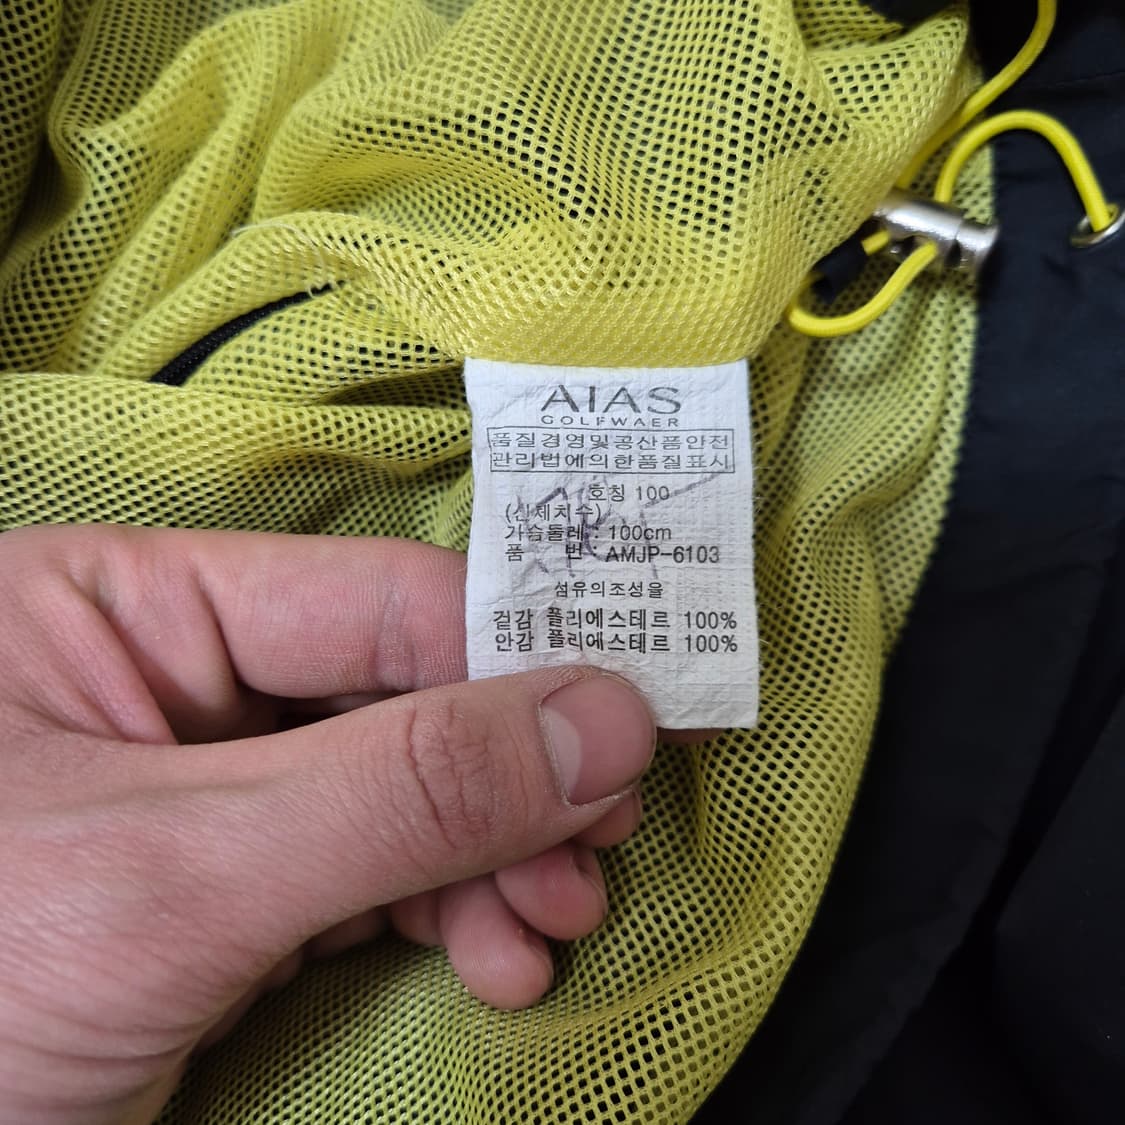 AIAS
GOLFWAER
품질경영및공산품안전
관리법에의한품질표시
호칭 100
(신체치수)
가슴둘레 : 100cm
품 번 : AMJP-6103
섬유의조성율
겉감 폴리에스테르 100%
안감 폴리에스테르 100%